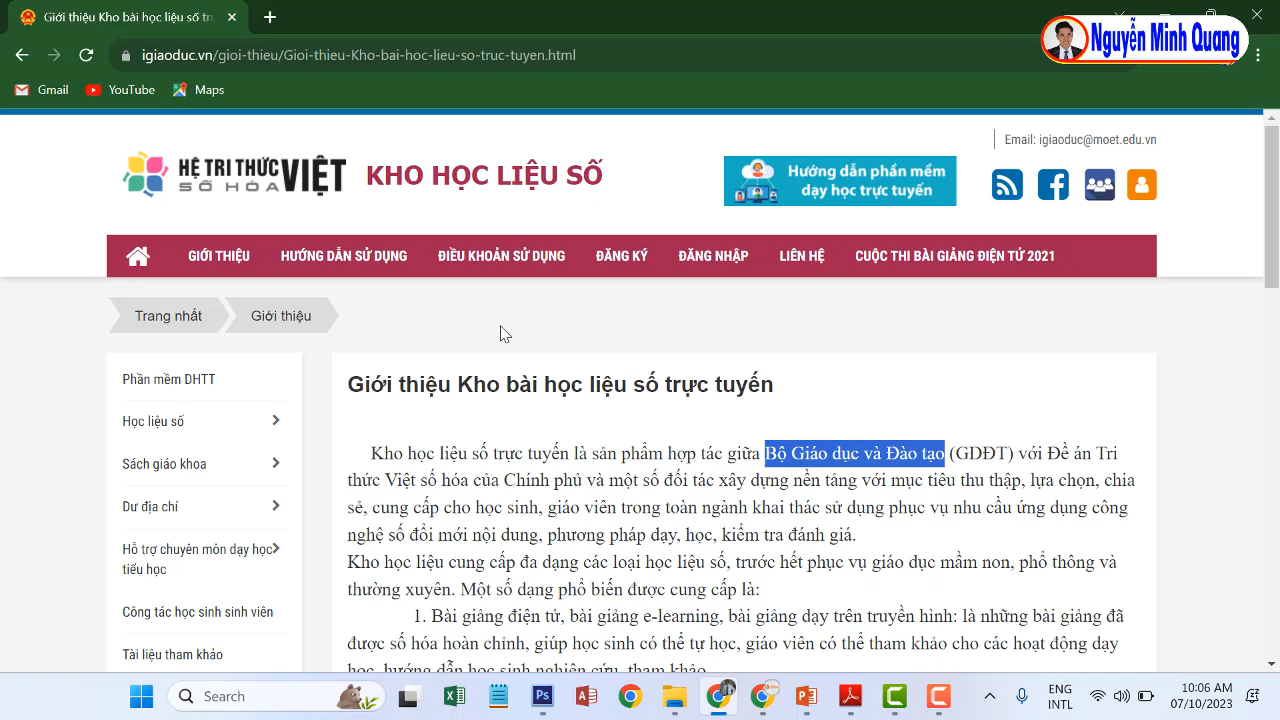 Giới thiệu Kho bài học liệu số tr
igiaoduc.vn/gioi-thieu/Gioi-thieu-Kho-bai-hoc-lieu-so-truc-tuyen.html
Nguyễn Minh Quang
Gmail
YouTube
Maps
Email: igiaoduc@moet.edu.vn
HỆ TRI THỨC
SỐ HÓA
VIỆT
KHO HỌC LIỆU SỐ
Hướng dẫn phần mềm
dạy học trực tuyến
GIỚI THIỆU
HƯỚNG DẪN SỬ DỤNG
ĐIỀU KHOẢN SỬ DỤNG
ĐĂNG KÝ
ĐĂNG NHẬP
LIÊN HỆ
CUỘC THI BÀI GIẢNG ĐIỆN TỬ 2021
Trang nhất
Giới thiệu
Phần mềm DHTT
Học liệu số
Sách giáo khoa
Dư địa chí
Hỗ trợ chuyên môn dạy học
tiểu học
Công tác học sinh sinh viên
Tài liệu tham khảo
Giới thiệu Kho bài học liệu số trực tuyến
Kho học liệu số trực tuyến là sản phẩm hợp tác giữa Bộ Giáo dục và Đào tạo (GDĐT) với Đề án Tri
thức Việt số hóa của Chính phủ và một số đối tác xây dựng nền tảng với mục tiêu thu thập, lựa chọn, chia
sẻ, cung cấp cho học sinh, giáo viên trong toàn ngành khai thác sử dụng phục vụ nhu cầu ứng dụng công
nghệ số đổi mới nội dung, phương pháp dạy, học, kiểm tra đánh giá.
Kho học liệu cung cấp đa dạng các loại học liệu số, trước hết phục vụ giáo dục mầm non, phổ thông và
thường xuyên. Một số dạng phổ biến được cung cấp là:
1. Bài giảng điện tử, bài giảng e-learning, bài giảng dạy trên truyền hình: là những bài giảng đã
được số hóa hoàn chỉnh, giúp học sinh có thể tự học, giáo viên có thể tham khảo cho các hoạt động dạy
học, hướng dẫn học sinh nghiên cứu, tham khảo
Search
ENG
INTL
10:06 AM
07/10/2023